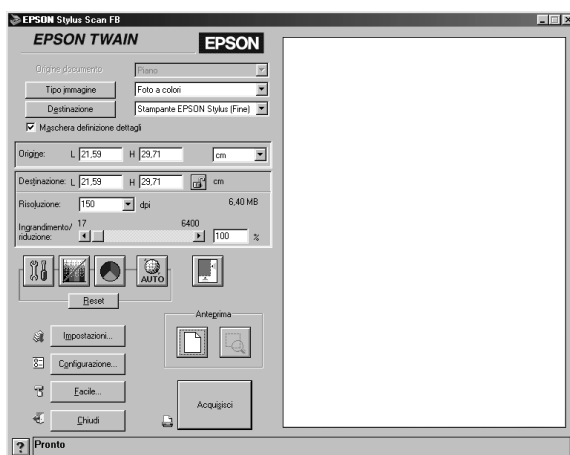 EPSON Stylus Scan FB
EPSON TWAIN
EPSON
Origine documento Piano
Tipo immagine Foto a colori
Destinazione Stampante EPSON Stylus (Fine)
Maschera definizione dettagli
Origine: L 21,59 H 29,71 cm
Destinazione: L 21,59 H 29,71 cm
Risoluzione: 150 dpi 6,40 MB
Ingrandimento/ riduzione: 17 6400 100 %
AUTO
Reset
Anteprima
Impostazioni...
Configurazione...
Facile...
Acquisisci
Chiudi
? Pronto